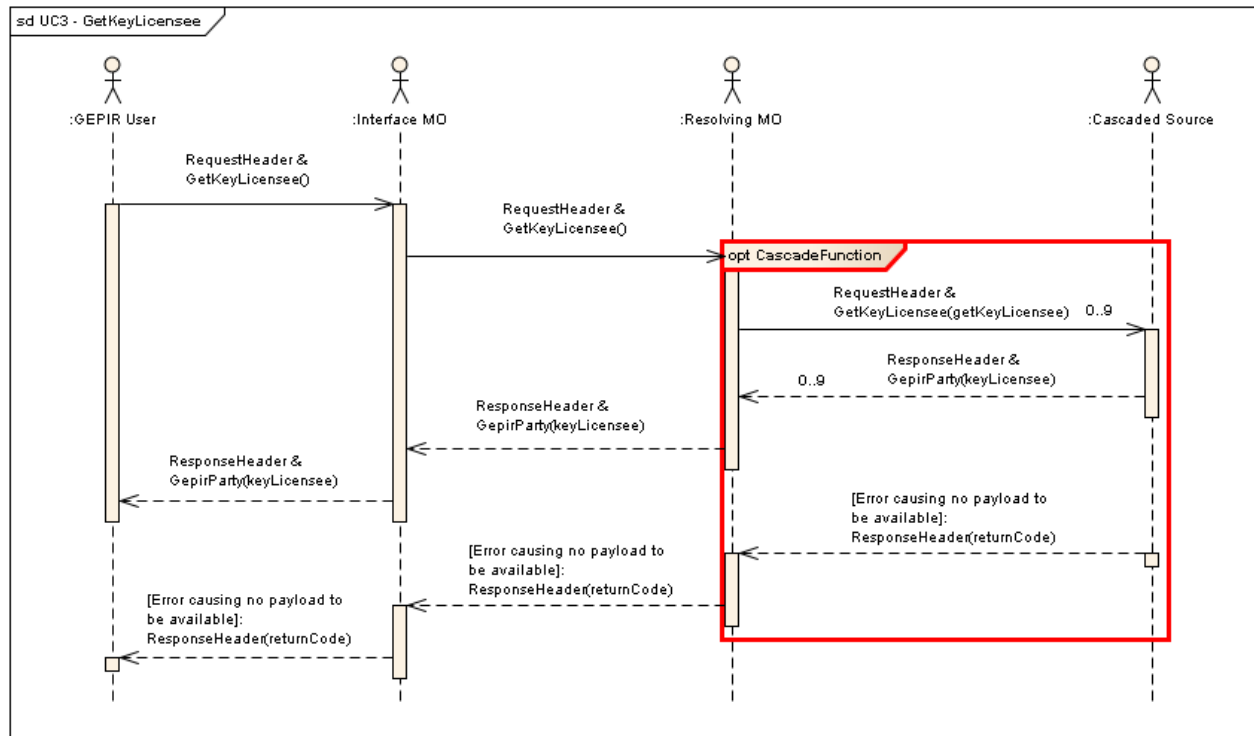 sd UC3 - GetKeyLicensee
:GEPIR User
:Interface MO
:Resolving MO
:Cascaded Source
RequestHeader &
GetKeyLicensee()
RequestHeader &
GetKeyLicensee()
opt CascadeFunction
RequestHeader &
GetKeyLicensee(getKeyLicensee)
0..9
ResponseHeader &
GepirParty(keyLicensee)
0..9
ResponseHeader &
GepirParty(keyLicensee)
ResponseHeader &
GepirParty(keyLicensee)
[Error causing no payload to
be available]:
ResponseHeader(returnCode)
[Error causing no payload to
be available]:
ResponseHeader(returnCode)
[Error causing no payload to
be available]:
ResponseHeader(returnCode)